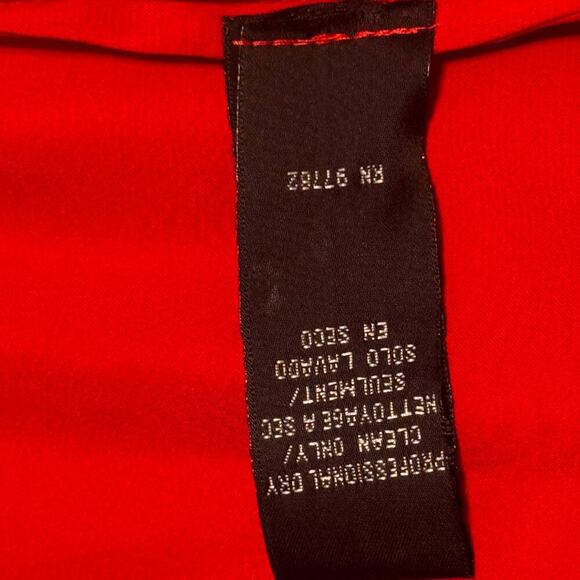 PROFESSIONAL DRY
CLEAN ONLY/
NETTOYAGE A SEC
SEULMENT/
SOLO LAVADO
EN SECO
RN 97782